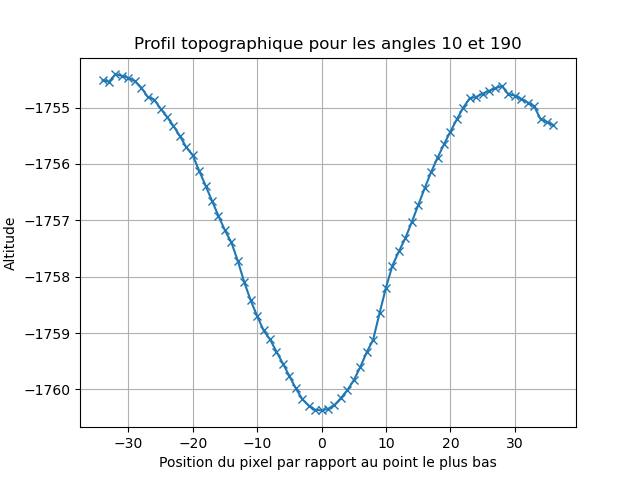 Profil topographique pour les angles 10 et 190
Altitude
−1755
−1756
−1757
−1758
−1759
−1760
−30 −20 −10 0 10 20 30
Position du pixel par rapport au point le plus bas